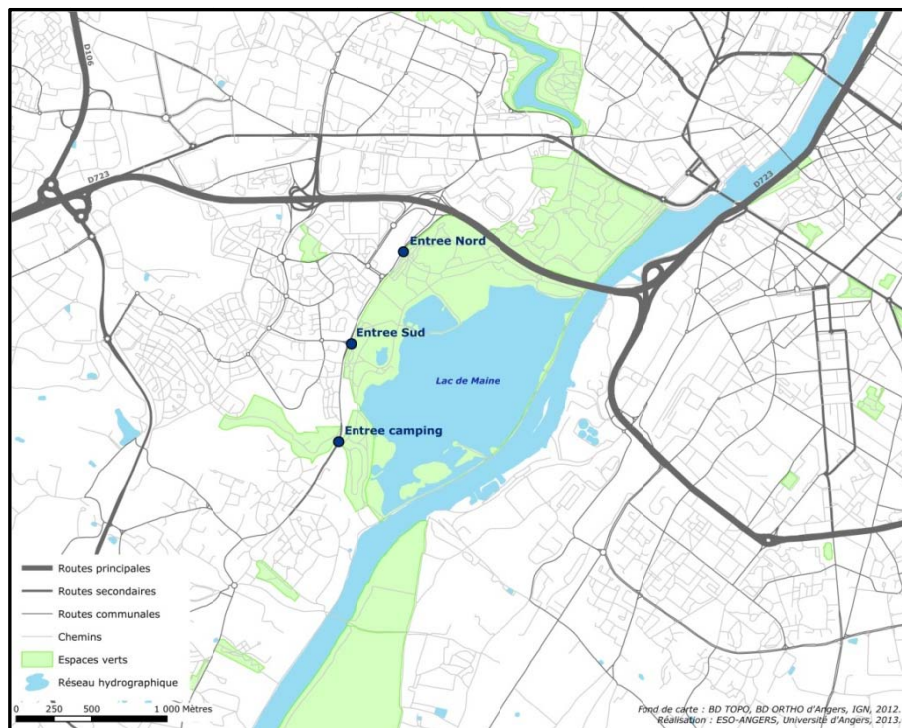 D106
D723
D723
Entree Nord
Entree Sud
Lac de Maine
Entree camping
Routes principales
Routes secondaires
Routes communales
Chemins
Espaces verts
Réseau hydrographique
0 250 500 1 000 Mètres
Fond de carte : BD TOPO, BD ORTHO d'Angers, IGN, 2012.
Réalisation : ESO-ANGERS, Université d'Angers, 2013.